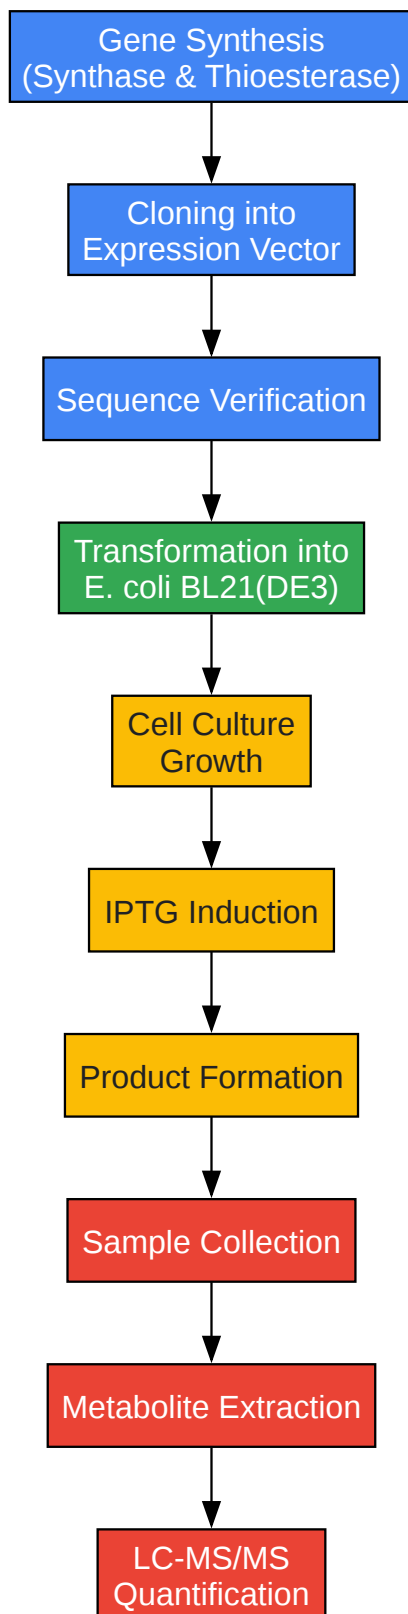 Gene Synthesis
(Synthase & Thioesterase)
Cloning into
Expression Vector
Sequence Verification
Transformation into
E. coli BL21(DE3)
Cell Culture
Growth
IPTG Induction
Product Formation
Sample Collection
Metabolite Extraction
LC-MS/MS
Quantification